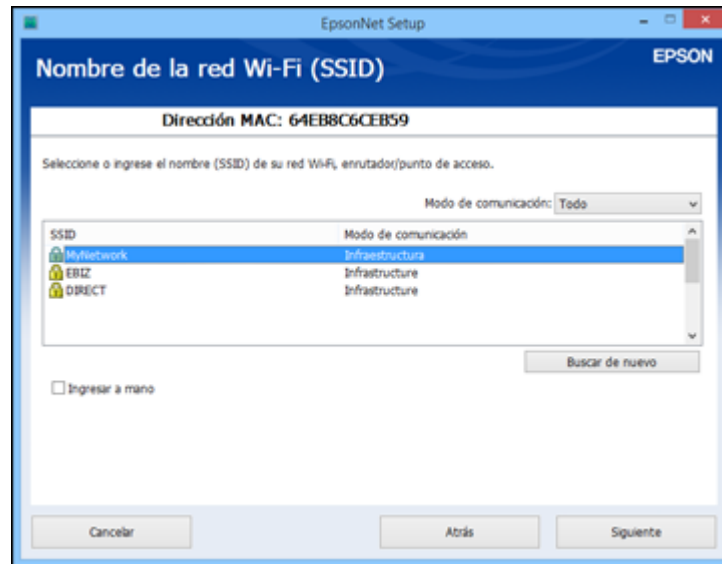 EpsonNet Setup
Nombre de la red Wi-Fi (SSID)
EPSON
Dirección MAC: 64EB8C6CEB59
Seleccione o ingrese el nombre (SSID) de su red Wi-Fi, enrutador/punto de acceso.
Modo de comunicación: Todo
SSID Modo de comunicación
MyNetwork Infraestructura
EBIZ Infrastructure
DIRECT Infrastructure
Buscar de nuevo
Ingresar a mano
Cancelar Atrás Siguiente